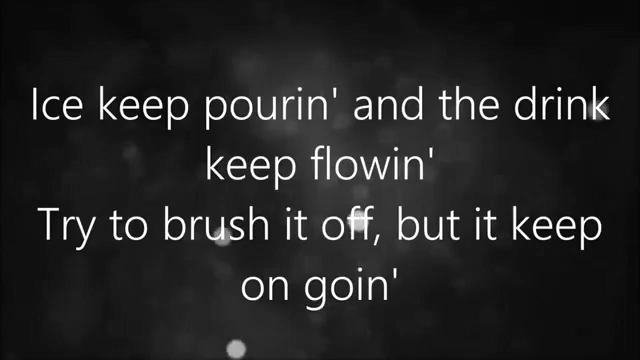 Ice keep pourin' and the drink
keep flowin'
Try to brush it off, but it keep
on goin'